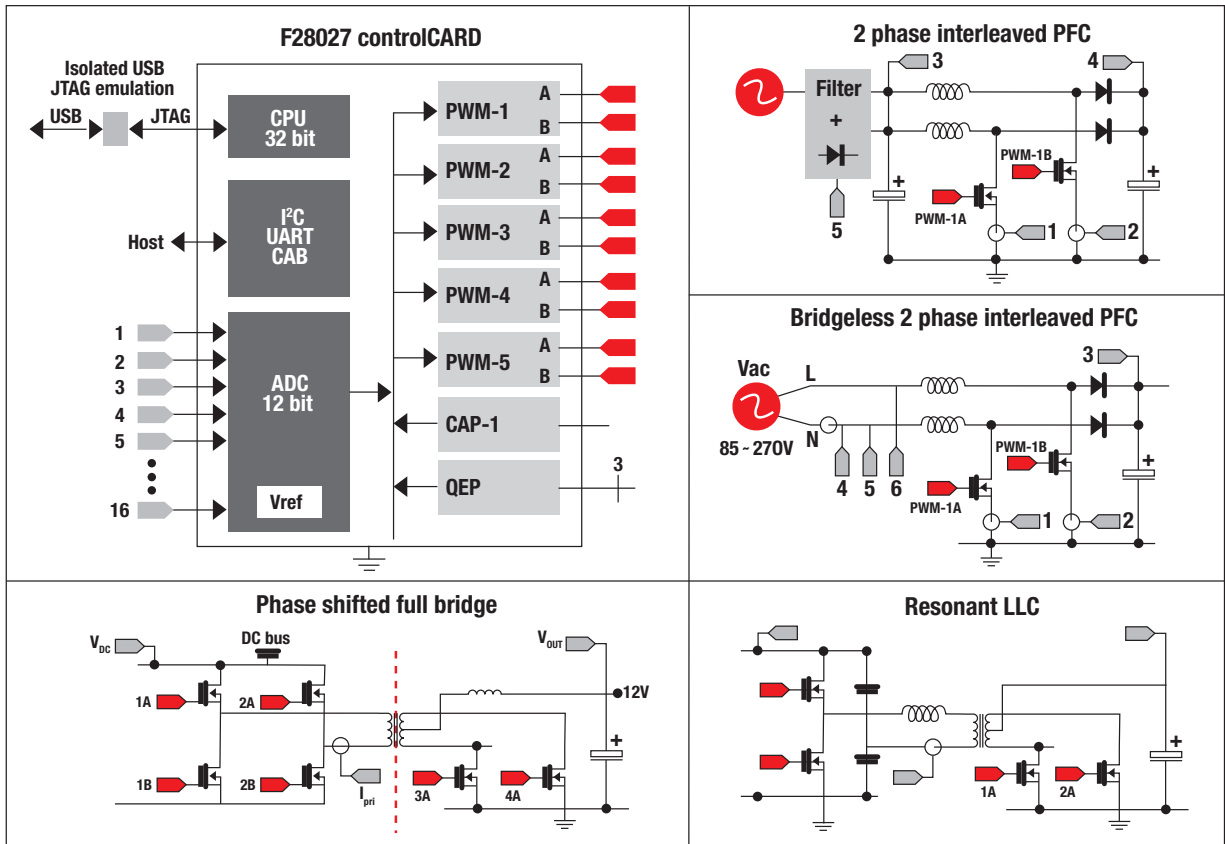 F28027 controlCARD
Isolated USB
JTAG emulation
USB
JTAG
CPU
32 bit
I²C
UART
CAB
Host
1
2
3
4
5
16
ADC
12 bit
Vref
PWM-1
A
B
PWM-2
A
B
PWM-3
A
B
PWM-4
A
B
PWM-5
A
B
CAP-1
QEP
3
2 phase interleaved PFC
3
4
Filter
+
5
+
PWM-1B
PWM-1A
+
1
2
Bridgeless 2 phase interleaved PFC
3
Vac
L
N
85 ~ 270V
4
5
6
PWM-1B
PWM-1A
+
1
2
Phase shifted full bridge
VDC
DC bus
VOUT
12V
1A
2A
+
1B
2B
Ipri
3A
4A
Resonant LLC
+
1A
2A